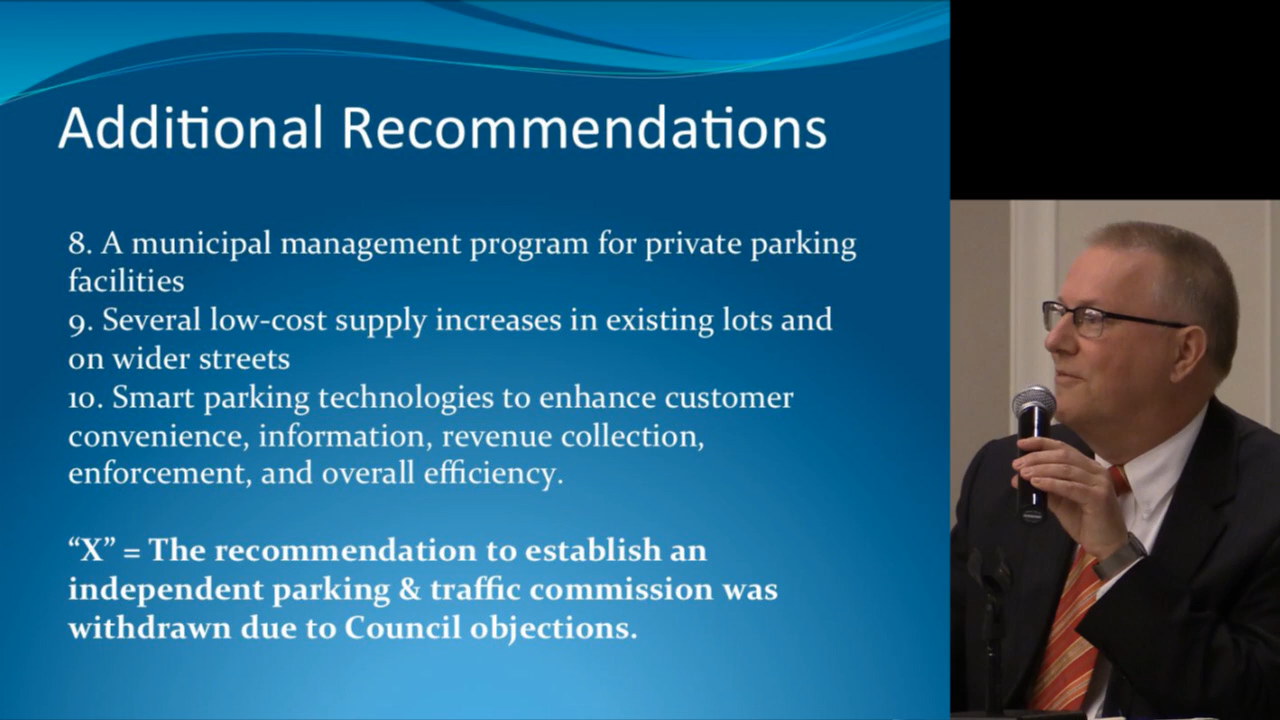 Additional Recommendations
8. A municipal management program for private parking
facilities
9. Several low-cost supply increases in existing lots and
on wider streets
10. Smart parking technologies to enhance customer
convenience, information, revenue collection,
enforcement, and overall efficiency.
“X” = The recommendation to establish an
independent parking & traffic commission was
withdrawn due to Council objections.